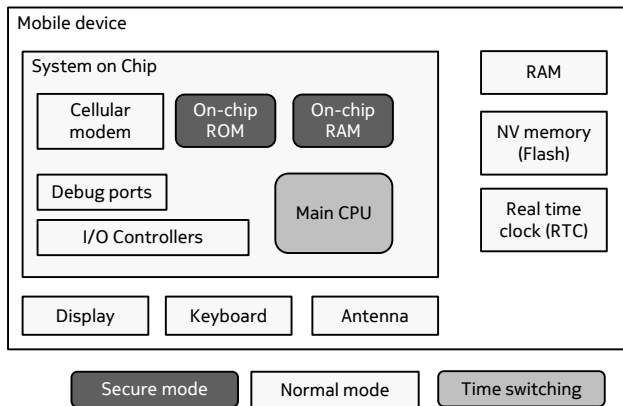 Mobile device
System on Chip
Cellular
modem
On-chip
ROM
On-chip
RAM
Debug ports
I/O Controllers
Main CPU
RAM
NV memory
(Flash)
Real time
clock (RTC)
Display
Keyboard
Antenna
Secure mode
Normal mode
Time switching